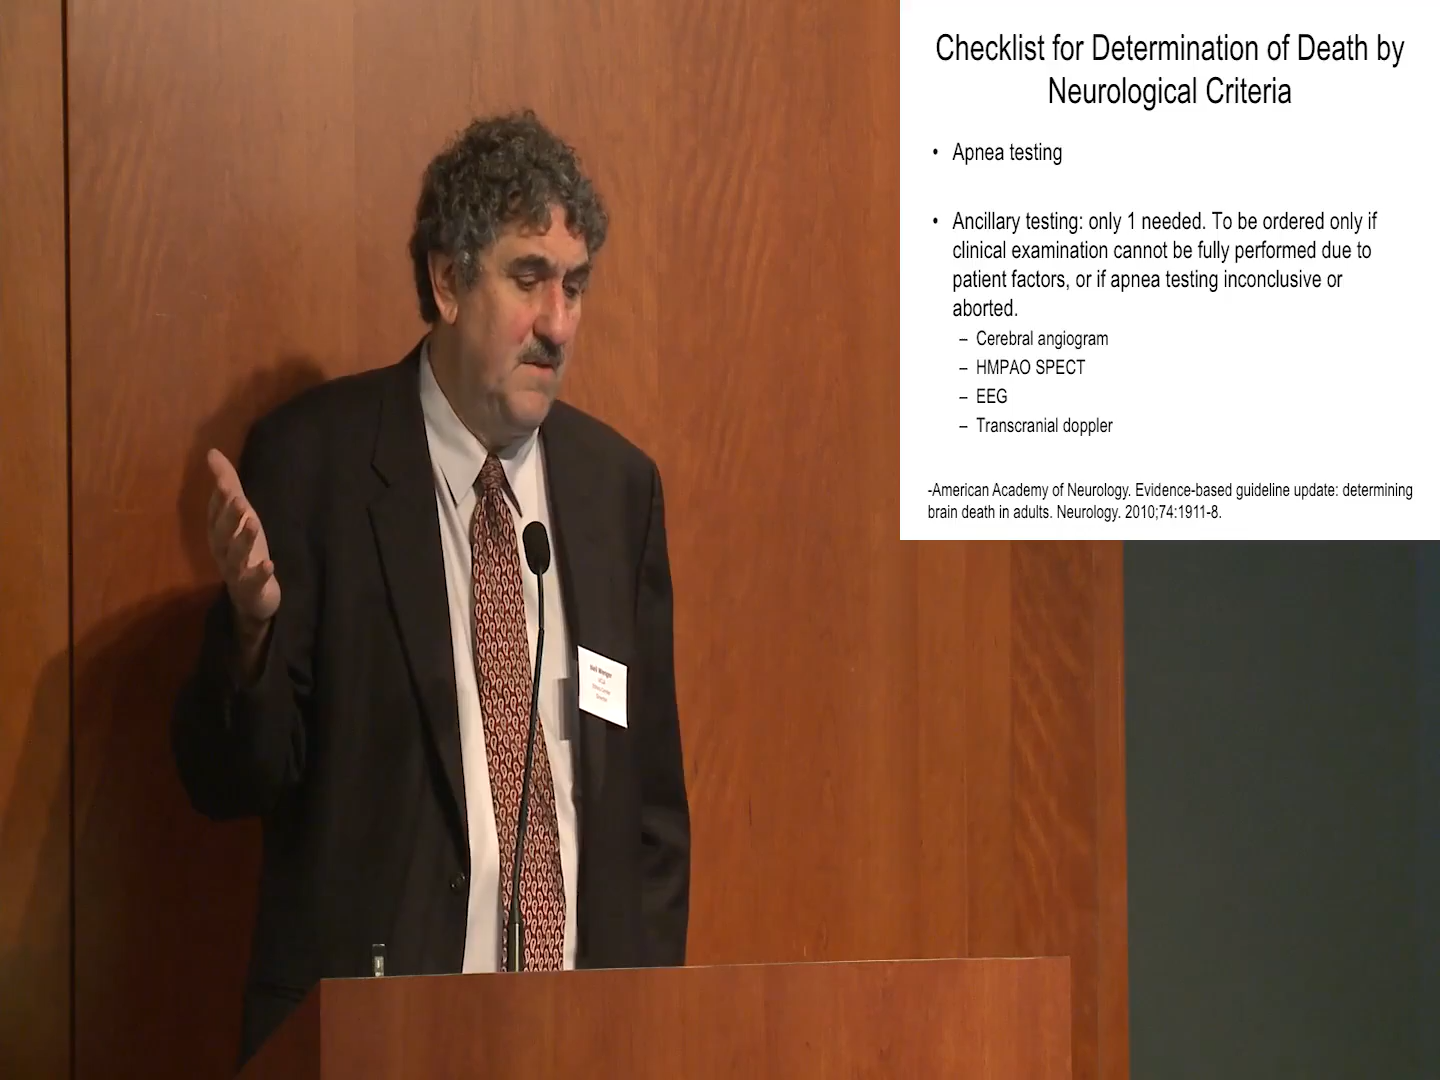 Checklist for Determination of Death by
Neurological Criteria
• Apnea testing
• Ancillary testing: only 1 needed. To be ordered only if
clinical examination cannot be fully performed due to
patient factors, or if apnea testing inconclusive or
aborted.
– Cerebral angiogram
– HMPAO SPECT
– EEG
– Transcranial doppler
-American Academy of Neurology. Evidence-based guideline update: determining
brain death in adults. Neurology. 2010;74:1911-8.
Neil Wenger